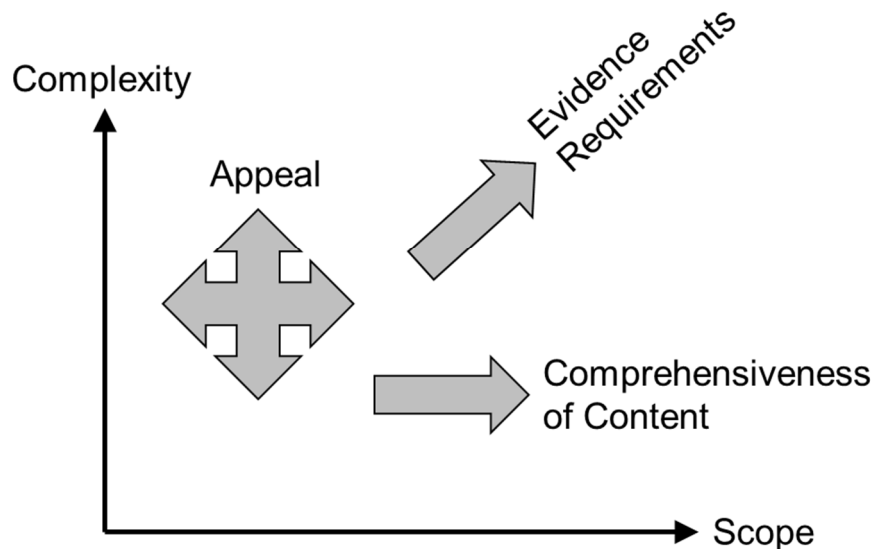 Complexity
Evidence
Requirements
Appeal
Comprehensiveness
of Content
Scope